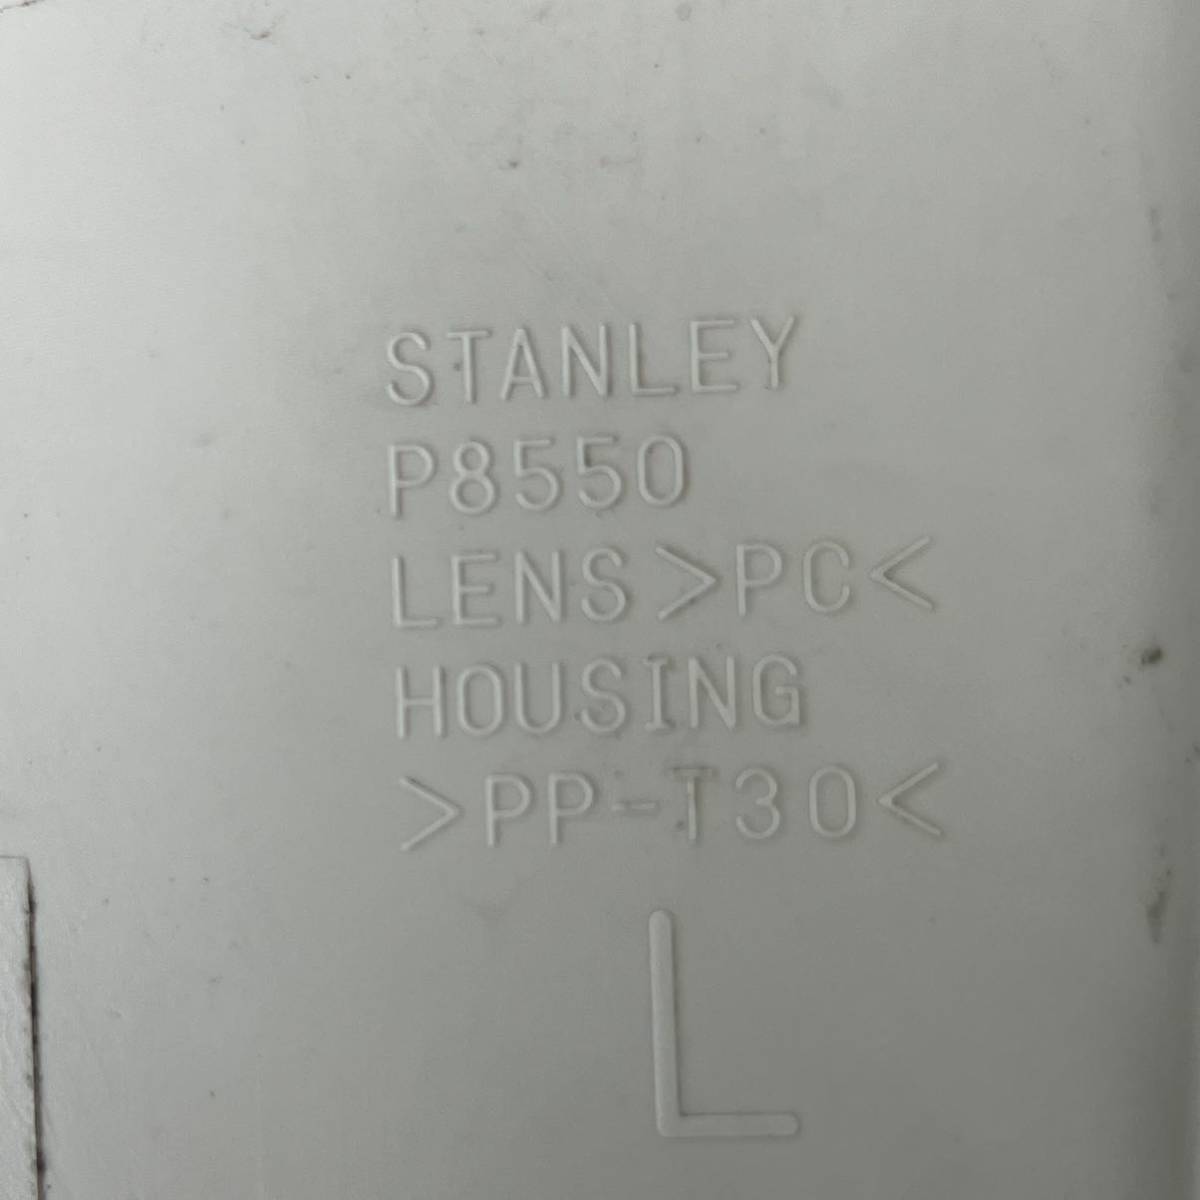 STANLEY
P8550
LENS>PC<
HOUSING
>PP-T30<
L